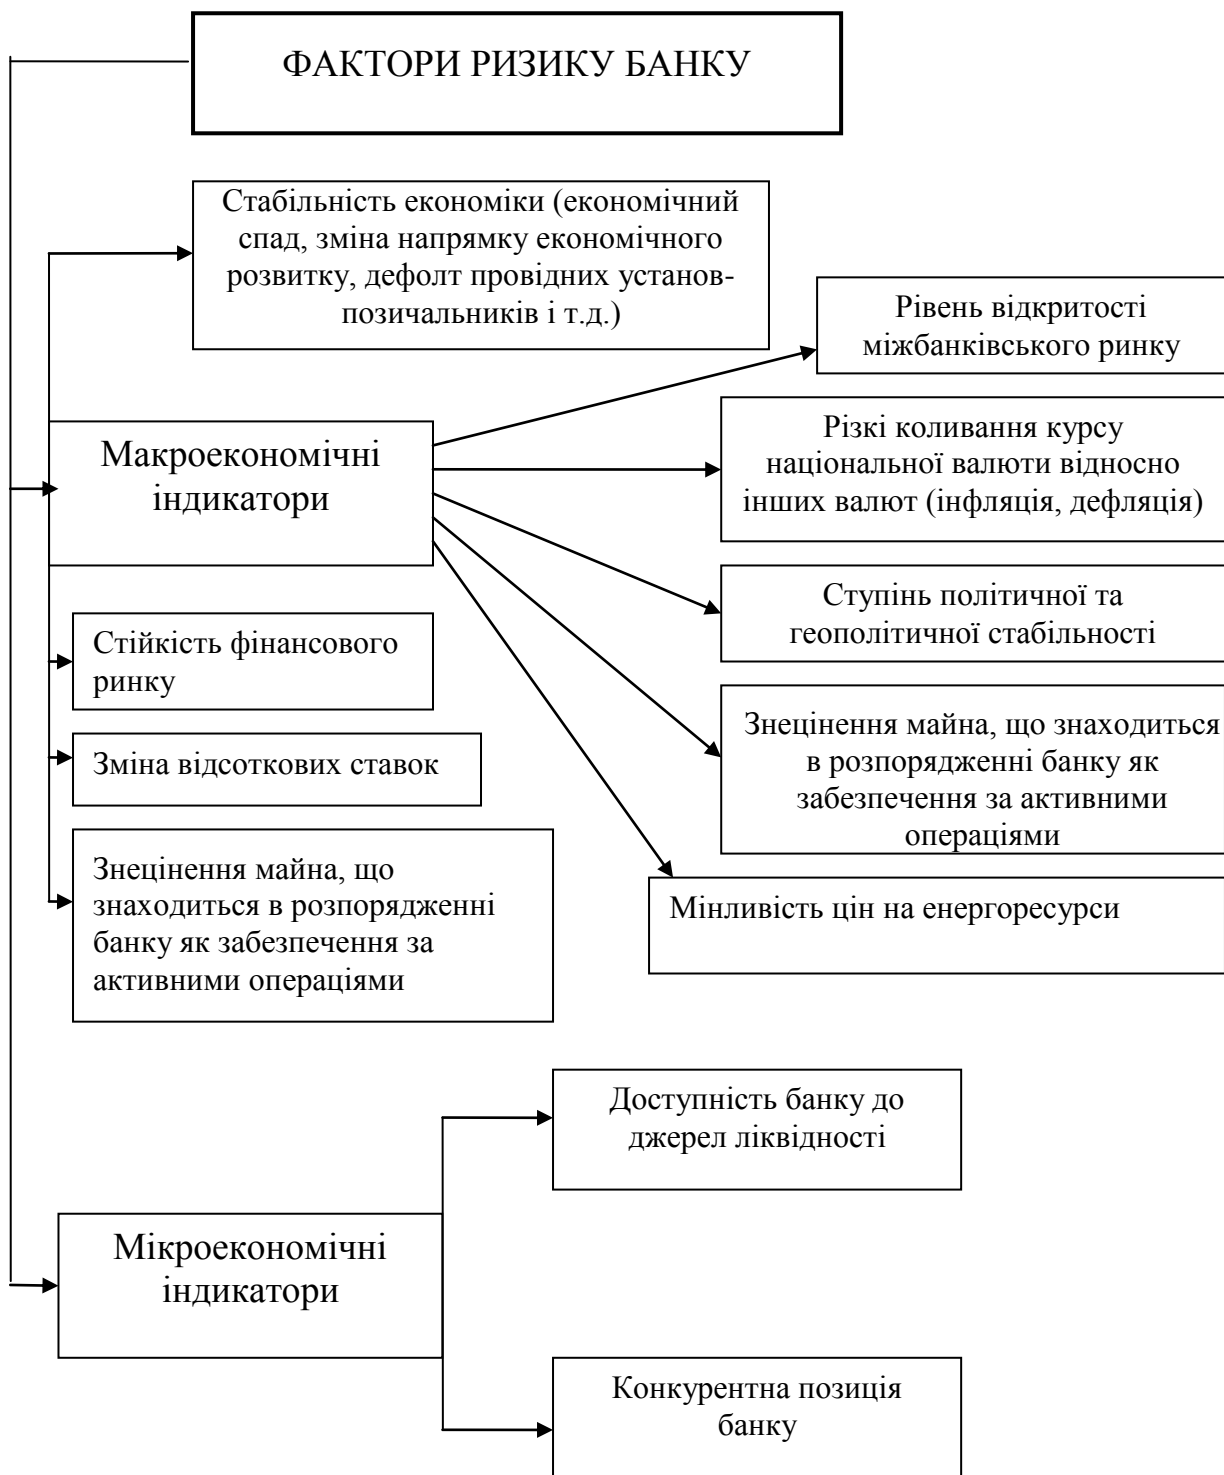 ФАКТОРИ РИЗИКУ БАНКУ
Стабільність економіки (економічний
спад, зміна напрямку економічного
розвитку, дефолт провідних установ-
позичальників і т.д.)
Рівень відкритості
міжбанківського ринку
Макроекономічні
індикатори
Різкі коливання курсу
національної валюти відносно
інших валют (інфляція, дефляція)
Ступінь політичної та
геополітичної стабільності
Стійкість фінансового
ринку
Знецінення майна, що знаходиться
в розпорядженні банку як
забезпечення за активними
операціями
Зміна відсоткових ставок
Знецінення майна, що
знаходиться в розпорядженні
банку як забезпечення за
активними операціями
Мінливість цін на енергоресурси
Доступність банку до
джерел ліквідності
Мікроекономічні
індикатори
Конкурентна позиція
банку